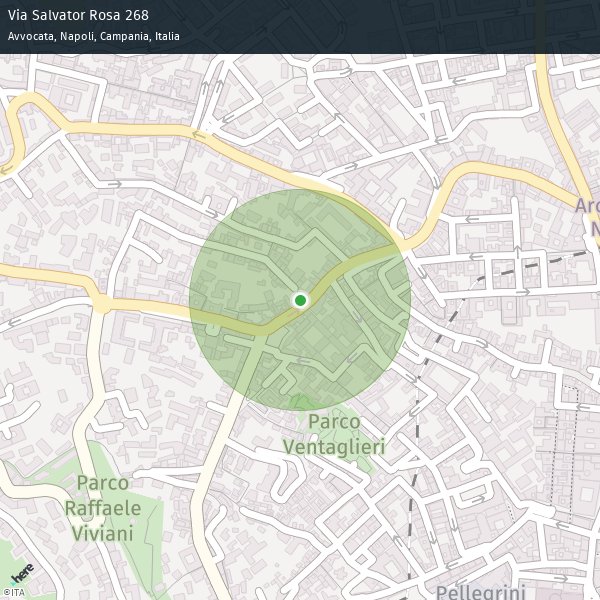 Via Salvator Rosa 268
Avvocata, Napoli, Campania, Italia
Arc
N
Parco
Ventaglieri
Parco
Raffaele
Viviani
here
©ITA
Pellegrini